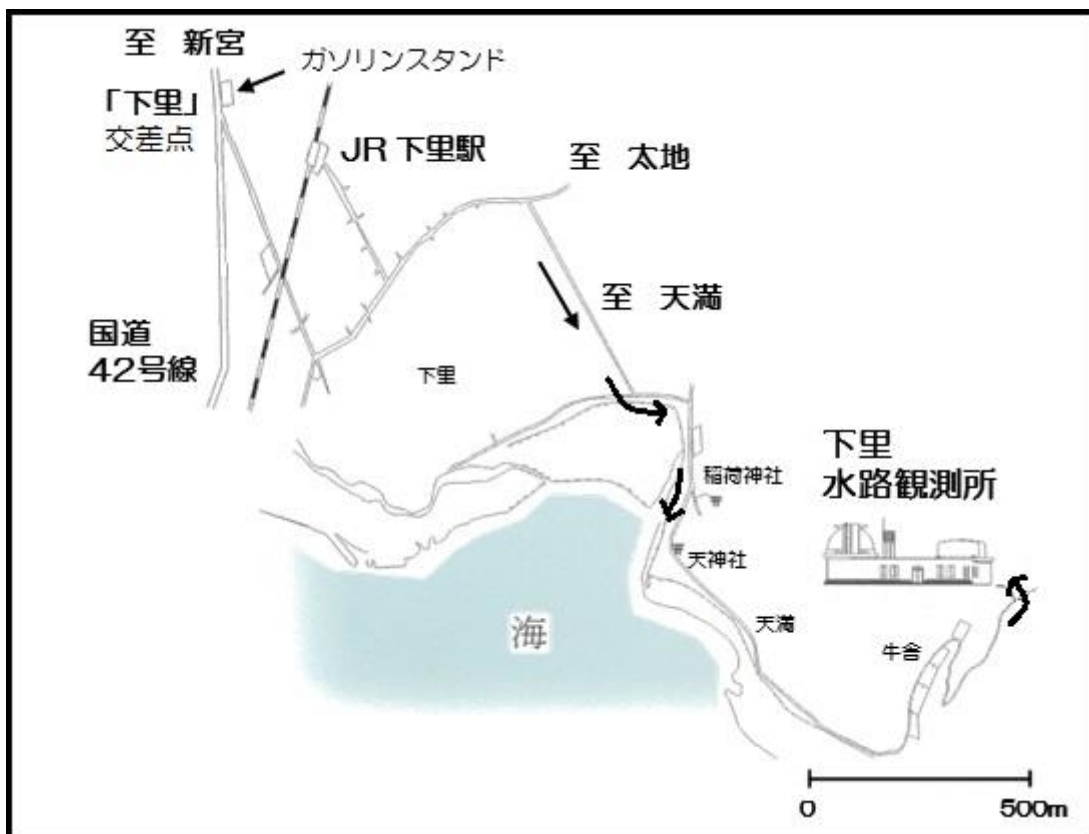 至 新宮
ガソリンスタンド
「下里」
交差点
JR 下里駅
至 太地
至 天満
国道
42号線
下里
下里
水路観測所
稲荷神社
天神社
海
天満
牛舎
0
500m